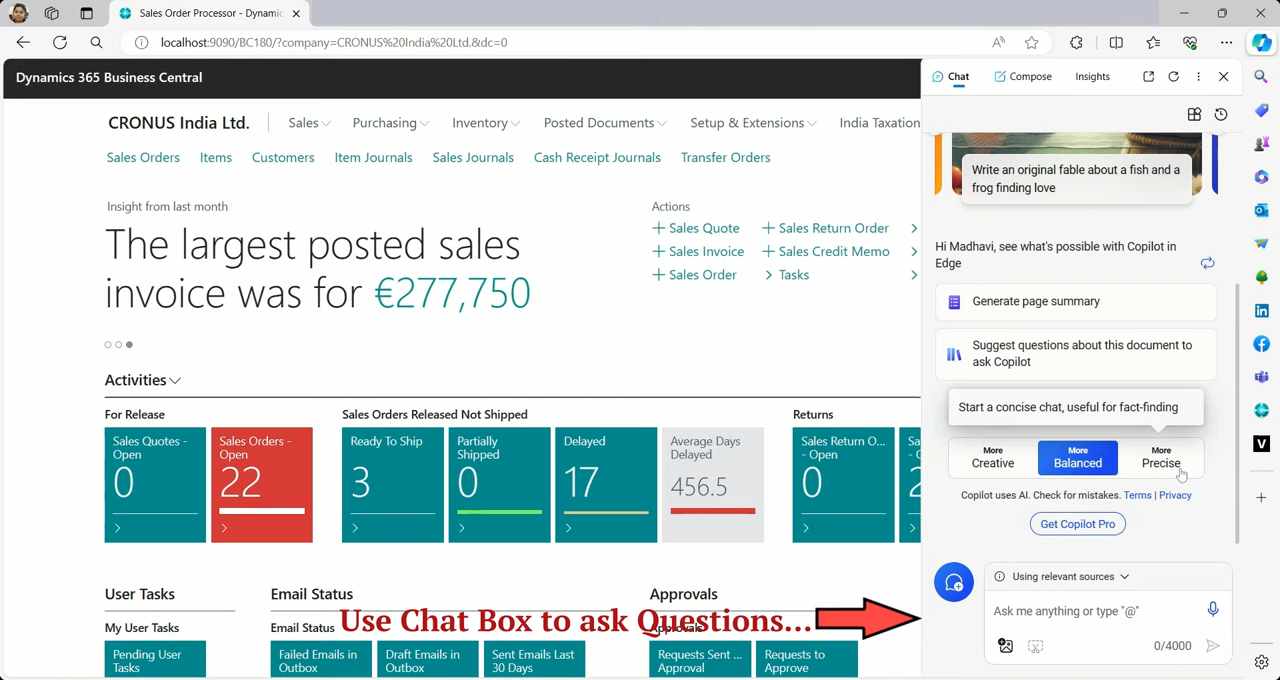 Sales Order Processor - Dynamic
localhost:9090/BC180/?company=CRONUS%20India%20Ltd.&dc=0
Dynamics 365 Business Central
CRONUS India Ltd.
Sales
Purchasing
Inventory
Posted Documents
Setup & Extensions
India Taxation
Sales Orders
Items
Customers
Item Journals
Sales Journals
Cash Receipt Journals
Transfer Orders
Insight from last month
The largest posted sales
invoice was for €277,750
Actions
Sales Quote
Sales Return Order
Sales Invoice
Sales Credit Memo
Sales Order
Tasks
Activities
For Release
Sales Orders Released Not Shipped
Returns
Sales Quotes -
Open
0
Sales Orders -
Open
22
Ready To Ship
3
Partially
Shipped
0
Delayed
17
Average Days
Delayed
456.5
Sales Return O...
- Open
0
User Tasks
Email Status
Approvals
My User Tasks
Email Status
Approvals
Use Chat Box to ask Questions...
Pending User
Tasks
Failed Emails in
Outbox
Draft Emails in
Outbox
Sent Emails Last
30 Days
Requests Sent ...
Approval
Requests to
Approve
Chat
Compose
Insights
Write an original fable about a fish and a
frog finding love
Hi Madhavi, see what's possible with Copilot in
Edge
Generate page summary
Suggest questions about this document to
ask Copilot
Start a concise chat, useful for fact-finding
More
Creative
More
Balanced
More
Precise
Copilot uses AI. Check for mistakes. Terms | Privacy
Get Copilot Pro
Using relevant sources
Ask me anything or type "@"
0/4000